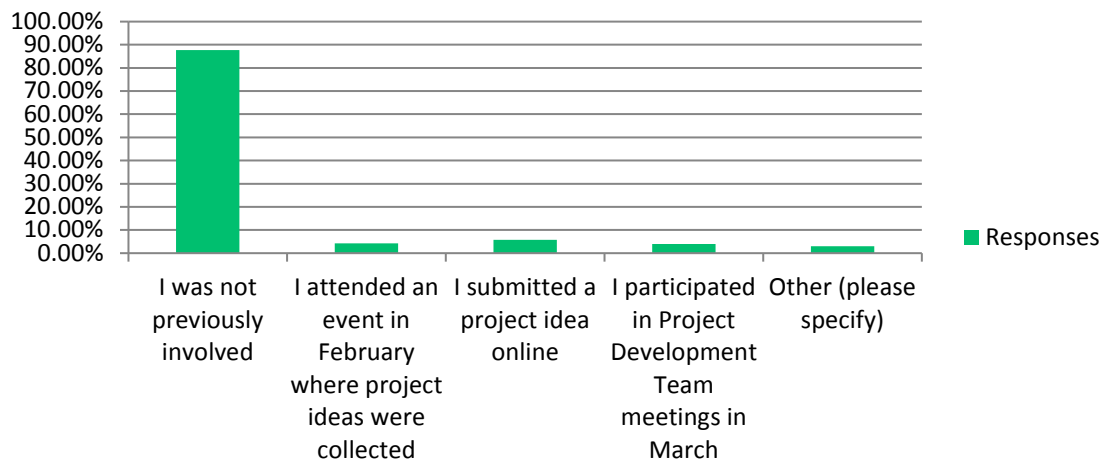 100.00%
90.00%
80.00%
70.00%
60.00%
50.00%
40.00%
30.00%
20.00%
10.00%
0.00%
I was not
previously
involved
I attended an
event in
February
where project
ideas were
collected
I submitted a
project idea
online
I participated
in Project
Development
Team
meetings in
March
Other (please
specify)
Responses